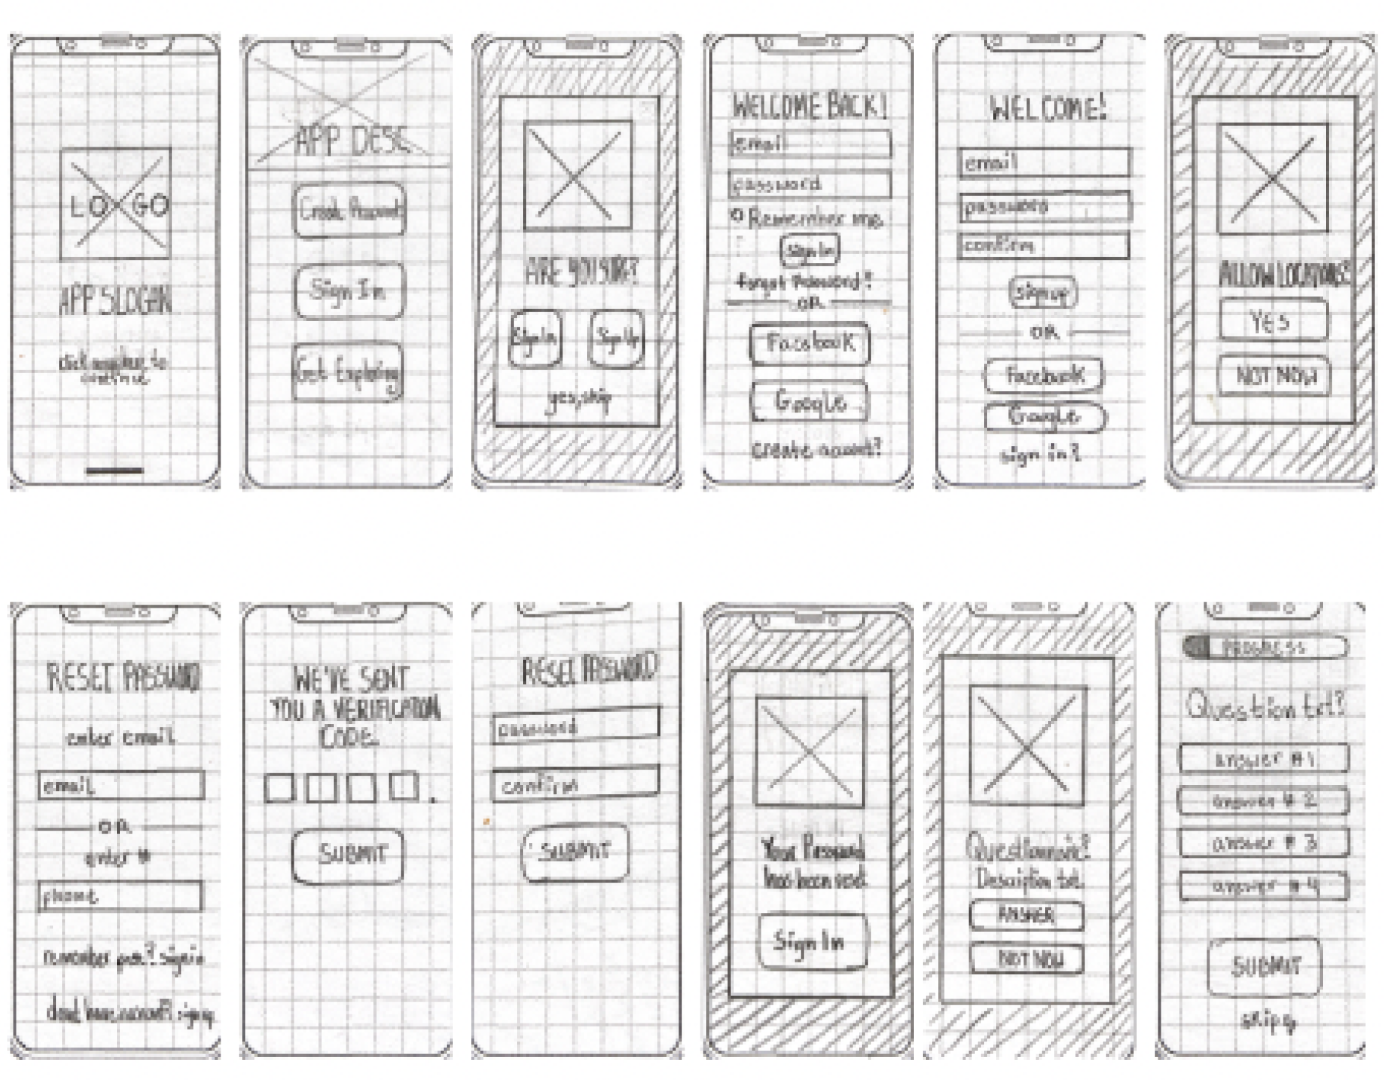 LOGO
APP SLOGAN
click anywhere to
continue
APP DESC
Create Account
Sign In
Get Exploring
ARE YOU SURE?
Sign In
Sign Up
yes, skip
WELCOME BACK!
email
password
Remember me
Sign In
forgot Password?
OR
Facebook
Google
create acount?
WELCOME!
email
password
confirm
sign up
OR
Facebook
Google
sign in?
ALLOW LOCATIONS?
YES
NOT NOW
RESET PASSWORD
enter email
email
OR
enter #
phone
remember pass? sign in
dont have account? sign up
WE'VE SENT
YOU A VERIFICATION
CODE.
SUBMIT
RESET PASSWORD
password
confirm
SUBMIT
Your Password
has been reset
Sign In
Questionnaire?
Description txt.
ANSWER
NOT NOW
PROGRESS
Question txt?
answer #1
answer # 2
answer # 3
answer # 4
SUBMIT
skip